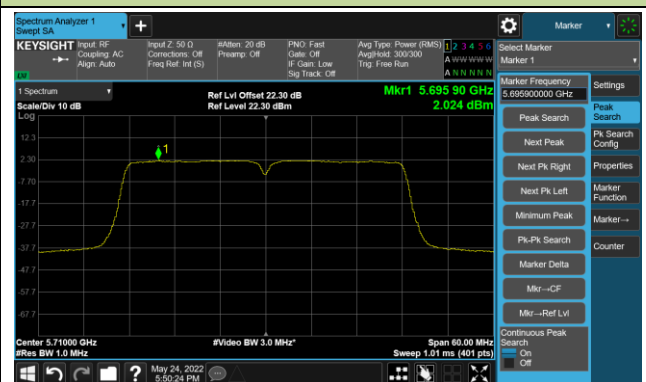 Spectrum Analyzer 1
Swept SA
Marker
KEYSIGHT
Input: RF
Coupling: AC
Align: Auto
Input Z: 50 Ω
Corrections: Off
Freq Ref: Int (S)
#Atten: 20 dB
Preamp: Off
PNO: Fast
Gate: Off
IF Gain: Low
Sig Track: Off
Avg Type: Power (RMS)
Avg|Hold: 300/300
Trig: Free Run
1 2 3 4 5 6
A W W W W W
A N N N N N
Select Marker
Marker 1
1 Spectrum
Scale/Div 10 dB
Log
Ref Lvl Offset 22.30 dB
Ref Level 22.30 dBm
Mkr1 5.695 90 GHz
2.024 dBm
12.3
2.30
-7.70
-17.7
-27.7
-37.7
-47.7
-57.7
-67.7
1
Center 5.71000 GHz
#Res BW 1.0 MHz
#Video BW 3.0 MHz*
Span 60.00 MHz
Sweep 1.01 ms (401 pts)
Marker Frequency
5.695900000 GHz
Peak Search
Next Peak
Next Pk Right
Next Pk Left
Minimum Peak
Pk-Pk Search
Marker Delta
Mkr→CF
Mkr→Ref Lvl
Continuous Peak
Search
On
Off
Settings
Peak
Search
Pk Search
Config
Properties
Marker
Function
Marker→
Counter
?
May 24, 2022
5:50:24 PM